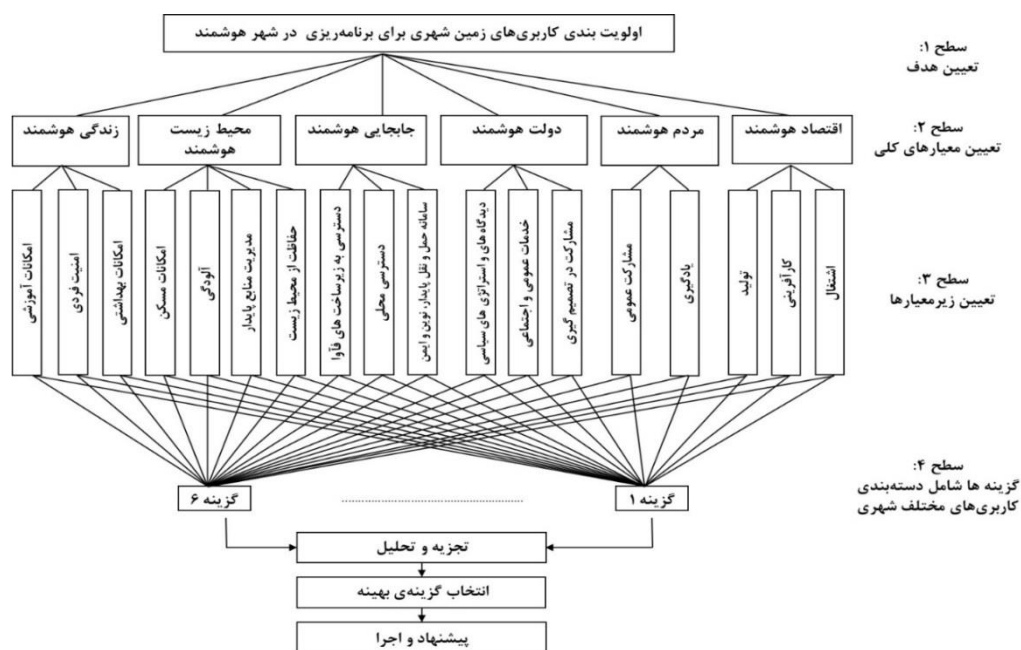 اولویت بندی کاربری‌های زمین شهری برای برنامه‌ریزی در شهر هوشمند
سطح ۱:
تعیین هدف
سطح ۲:
تعیین معیارهای کلی
اقتصاد هوشمند
مردم هوشمند
دولت هوشمند
جابجایی هوشمند
محیط زیست
هوشمند
زندگی هوشمند
سطح ۳:
تعیین زیرمعیارها
اشتغال
کارآفرینی
تولید
یادگیری
مشارکت عمومی
مشارکت در تصمیم گیری
خدمات عمومی و اجتماعی
دیدگاه های و استراتژی های سیاسی
سامانه حمل و نقل پایدار، نوین و ایمن
دسترسی محلی
دسترسی به زیرساخت های فآوا
حفاظت از محیط زیست
مدیریت منابع پایدار
آلودگی
امکانات مسکن
امکانات بهداشتی
امنیت فردی
امکانات آموزشی
سطح ۴:
گزینه ها شامل دسته‌بندی
کاربری‌های مختلف شهری
گزینه ۱
گزینه ۶
تجزیه و تحلیل
انتخاب گزینه‌ی بهینه
پیشنهاد و اجرا